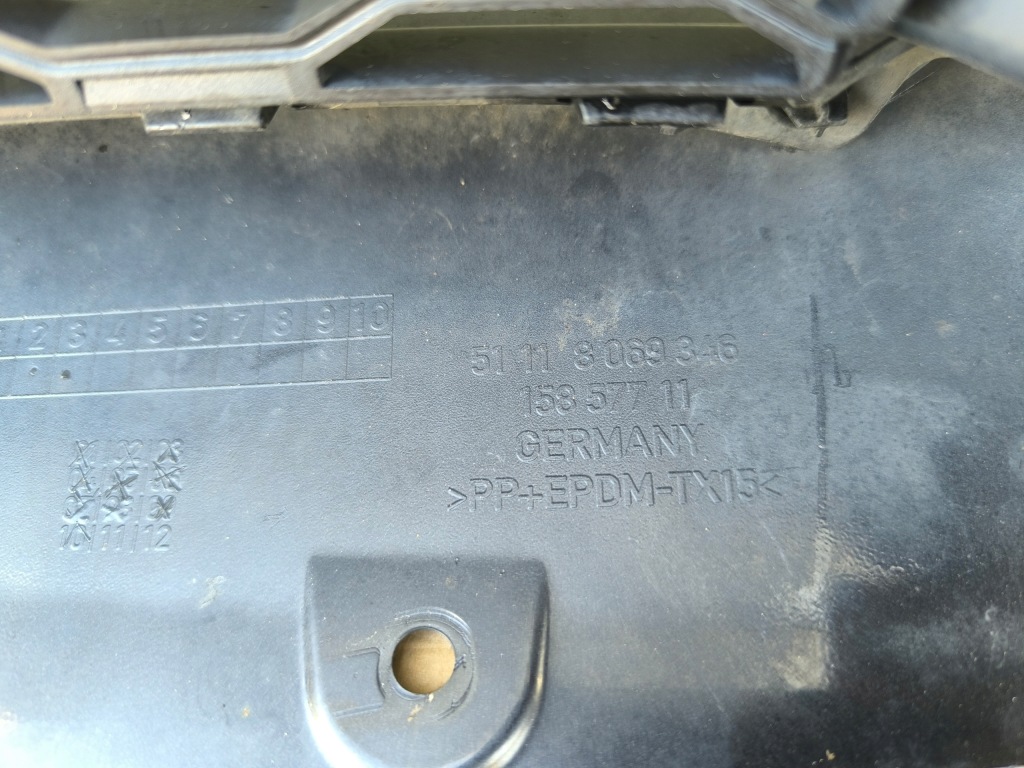 2 3 4 5 6 7 8 9 10
51 11 8 069 346
153 577 11
GERMANY
>PP+EPDM-TX15<
10/11/12